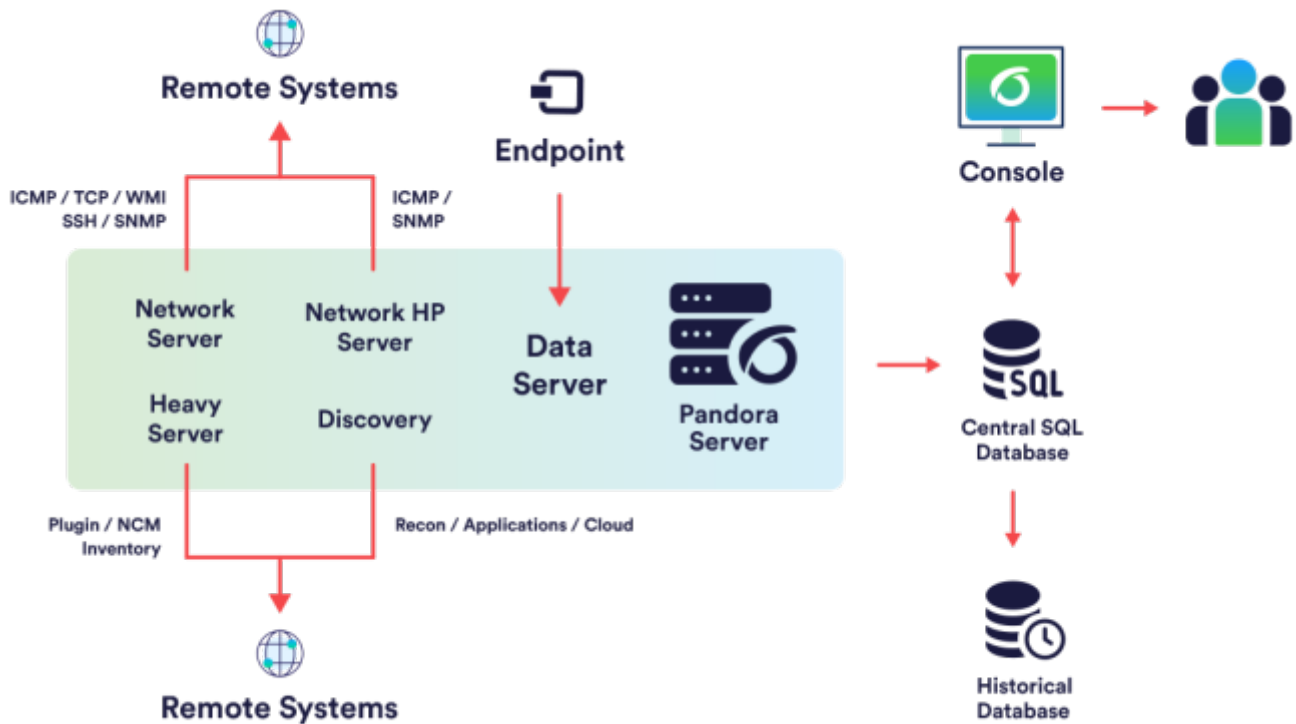 Remote Systems
Endpoint
Console
ICMP / TCP / WMI
SSH / SNMP
ICMP /
SNMP
Network
Server
Network HP
Server
Data
Server
Heavy
Server
Discovery
Pandora
Server
SQL
Central SQL
Database
Plugin / NCM
Inventory
Recon / Applications / Cloud
Remote Systems
Historical
Database